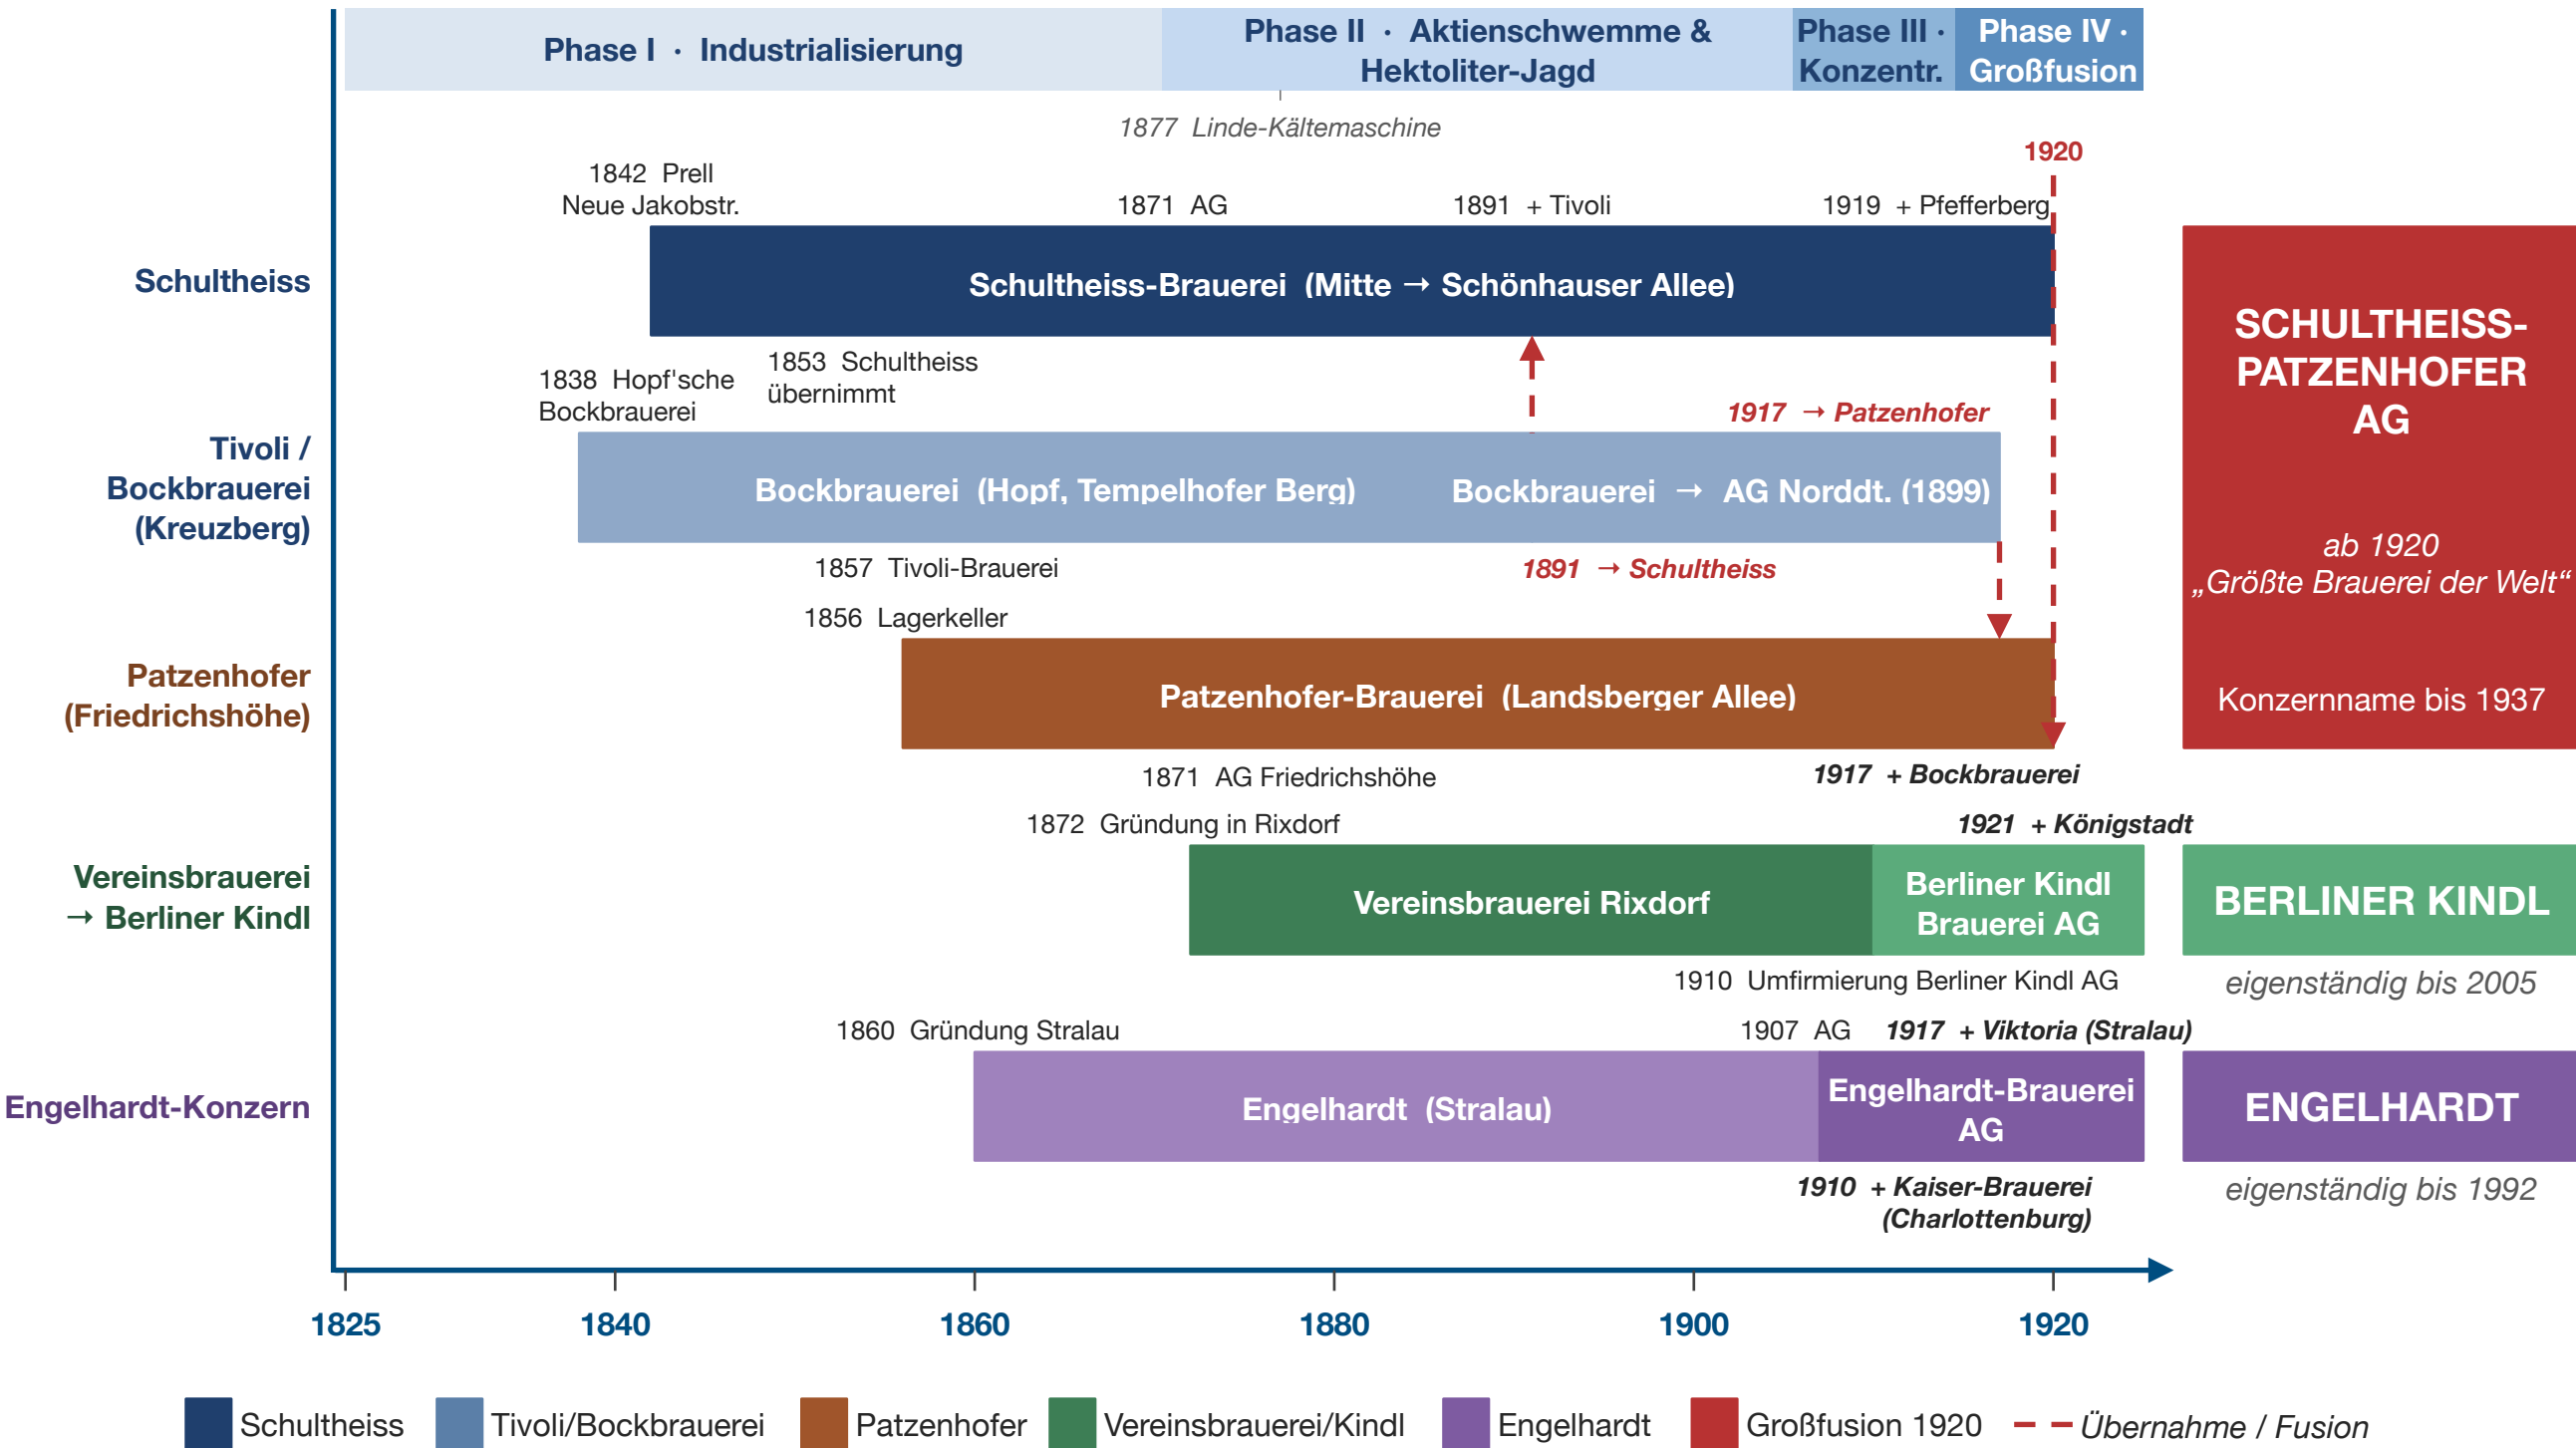 Phase I · Industrialisierung
Phase II · Aktienschwemme &
Hektoliter-Jagd
Phase III ·
Konzentr.
Phase IV ·
Großfusion
1877 Linde-Kältemaschine
1920
1842 Prell
Neue Jakobstr.
1871 AG
1891 + Tivoli
1919 + Pfefferberg
Schultheiss
Schultheiss-Brauerei (Mitte → Schönhauser Allee)
SCHULTHEISS-
PATZENHOFER
AG
ab 1920
„Größte Brauerei der Welt“
Konzernname bis 1937
1853 Schultheiss
übernimmt
1838 Hopf'sche
Bockbrauerei
1917 → Patzenhofer
Tivoli /
Bockbrauerei
(Kreuzberg)
Bockbrauerei (Hopf, Tempelhofer Berg)
Bockbrauerei → AG Norddt. (1899)
1857 Tivoli-Brauerei
1891 → Schultheiss
1856 Lagerkeller
Patzenhofer
(Friedrichshöhe)
Patzenhofer-Brauerei (Landsberger Allee)
1871 AG Friedrichshöhe
1917 + Bockbrauerei
1872 Gründung in Rixdorf
1921 + Königstadt
Vereinsbrauerei
→ Berliner Kindl
Vereinsbrauerei Rixdorf
Berliner Kindl
Brauerei AG
BERLINER KINDL
1910 Umfirmierung Berliner Kindl AG
eigenständig bis 2005
1860 Gründung Stralau
1907 AG
1917 + Viktoria (Stralau)
Engelhardt-Konzern
Engelhardt (Stralau)
Engelhardt-Brauerei
AG
ENGELHARDT
1910 + Kaiser-Brauerei
(Charlottenburg)
eigenständig bis 1992
1825
1840
1860
1880
1900
1920
Schultheiss
Tivoli/Bockbrauerei
Patzenhofer
Vereinsbrauerei/Kindl
Engelhardt
Großfusion 1920
Übernahme / Fusion